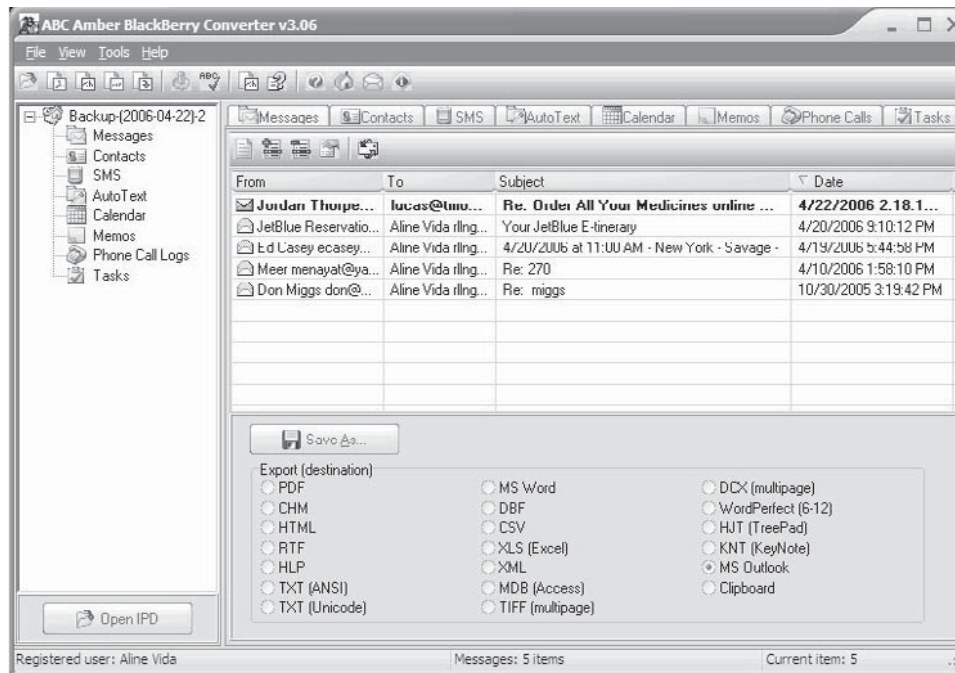 ABC Amber BlackBerry Converter v3.06
File View Tools Help
Backup-(2006-04-22)-2
Messages
Contacts
SMS
AutoText
Calendar
Memos
Phone Call Logs
Tasks
Open IPD
Messages Contacts SMS AutoText Calendar Memos Phone Calls Tasks
From To Subject Date
Jordan Thorpe... Re: Order All Your Medicines online ... 4/22/2006 2:18:1...
JetBlue Reservatio... Aline Vida rllng... Your JetBlue E-tinerary 4/20/2006 9:10:12 PM
Ed Casey ecasey... Aline Vida rllng... 4/20/2006 at 11:00 AM - New York - Savage - 4/19/2006 5:44:58 PM
Meer menayat@ya... Aline Vida rllng... Re: 270 4/10/2006 1:58:10 PM
Don Miggs don@... Aline Vida rllng... Re: miggs 10/30/2005 3:19:42 PM
Save As...
Export (destination)
PDF MS Word DCX (multipage)
CHM DBF WordPerfect (6-12)
HTML CSV HJT (TreePad)
RTF XLS (Excel) KNT (KeyNote)
HLP XML MS Outlook
TXT (ANSI) MDB (Access) Clipboard
TXT (Unicode) TIFF (multipage)
Registered user: Aline Vida Messages: 5 items Current item: 5